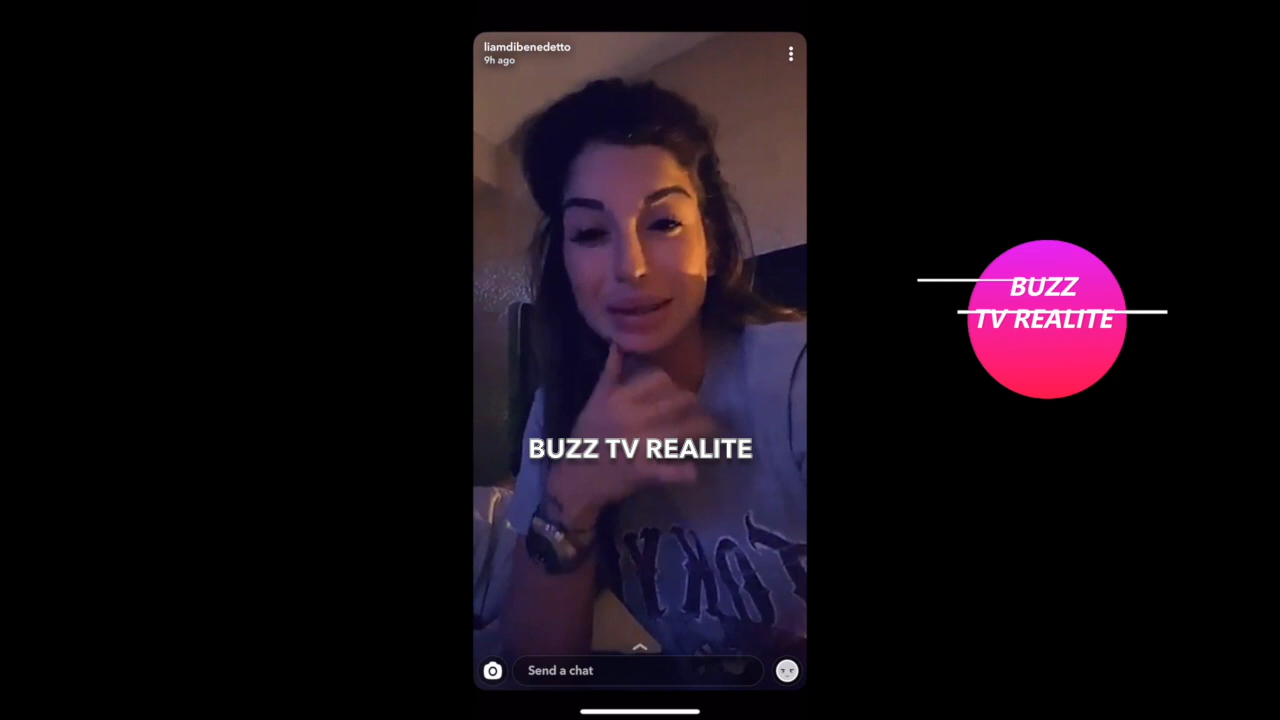 liamdibenedetto
9h ago
BUZZ
TV REALITE
BUZZ TV REALITE
Send a chat